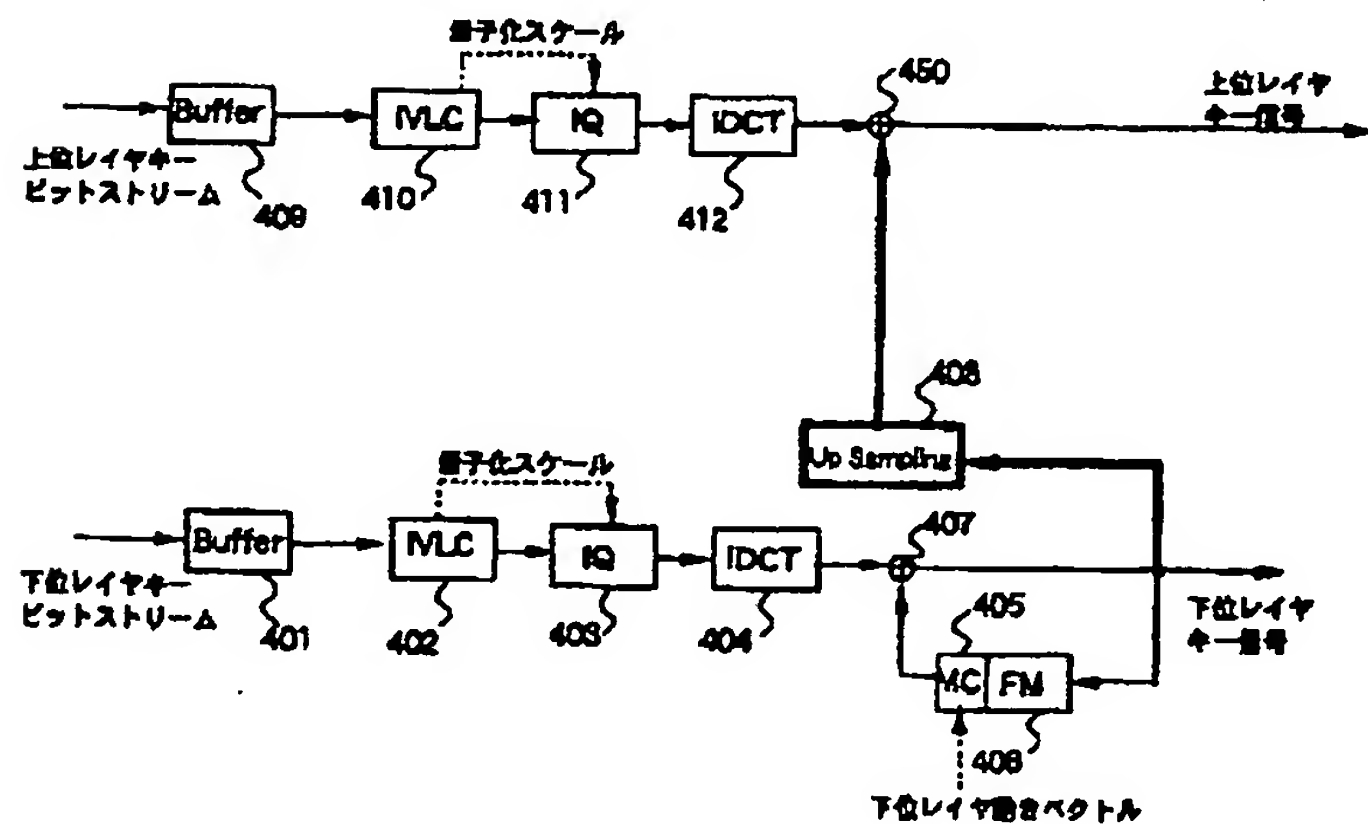 量子化スケール
450
上位レイヤ
キー信号
Buffer
IVLC
IQ
IDCT
上位レイヤキー
ビットストリーム
409
410
411
412
408
Up Sampling
量子化スケール
407
Buffer
IVLC
IQ
IDCT
下位レイヤキー
ビットストリーム
401
402
403
404
405
下位レイヤ
キー信号
MC
FM
406
下位レイヤ動きベクトル